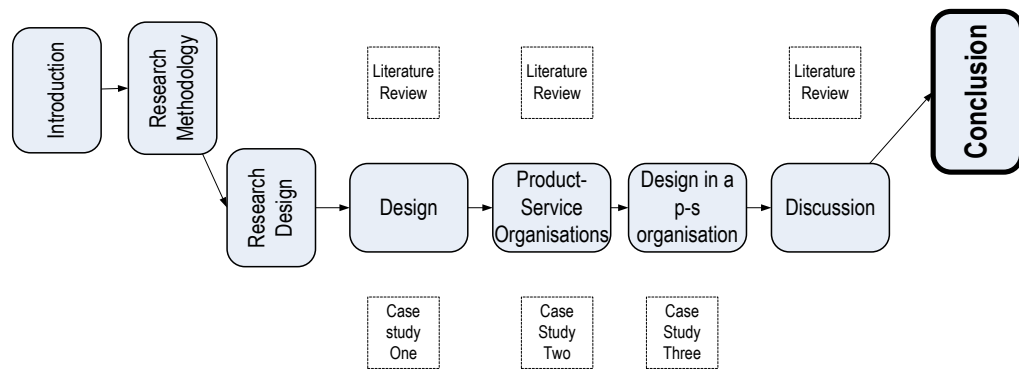 Introduction
Research
Methodology
Research
Design
Literature
Review
Design
Case
study
One
Literature
Review
Product-
Service
Organisations
Case
Study
Two
Design in a
p-s
organisation
Case
Study
Three
Literature
Review
Discussion
Conclusion